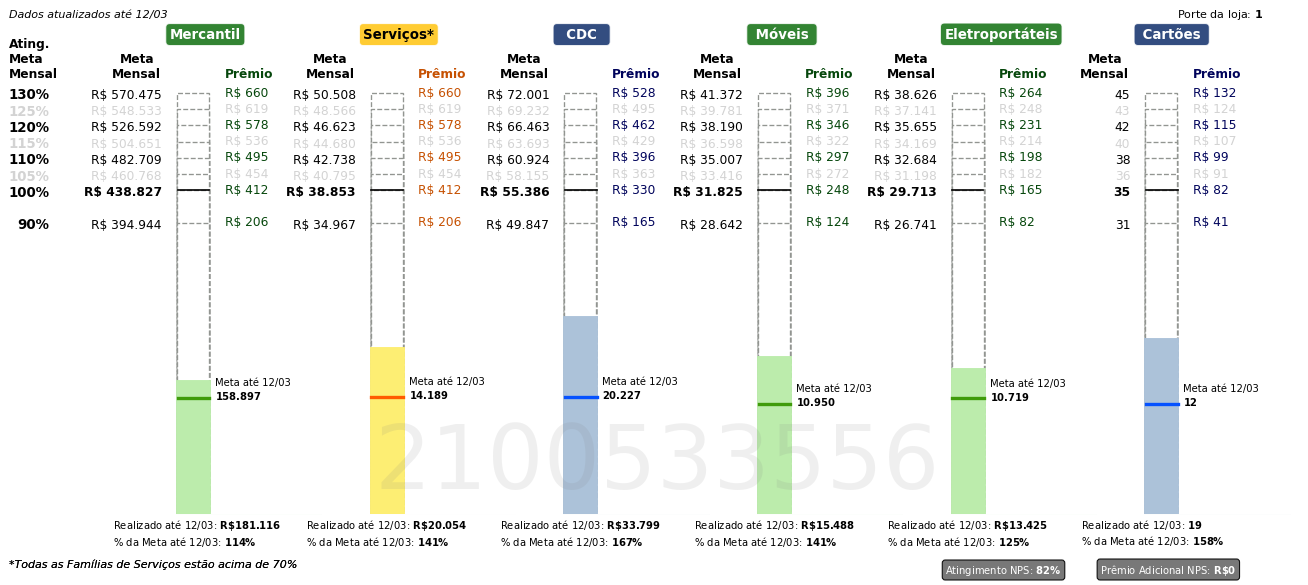 Dados atualizados até 12/03 Porte da loja: 1
Mercantil Serviços* CDC Móveis Eletroportáteis Cartões
Ating.
Meta Meta Meta Meta Meta Meta Meta
Mensal Mensal Prêmio Mensal Prêmio Mensal Prêmio Mensal Prêmio Mensal Prêmio Mensal Prêmio
130% R$ 570.475 R$ 660 R$ 50.508 R$ 660 R$ 72.001 R$ 528 R$ 41.372 R$ 396 R$ 38.626 R$ 264 45 R$ 132
125% R$ 548.533 R$ 619 R$ 48.566 R$ 619 R$ 69.232 R$ 495 R$ 39.781 R$ 371 R$ 37.141 R$ 248 43 R$ 124
120% R$ 526.592 R$ 578 R$ 46.623 R$ 578 R$ 66.463 R$ 462 R$ 38.190 R$ 346 R$ 35.655 R$ 231 42 R$ 115
115% R$ 504.651 R$ 536 R$ 44.680 R$ 536 R$ 63.693 R$ 429 R$ 36.598 R$ 322 R$ 34.169 R$ 214 40 R$ 107
110% R$ 482.709 R$ 495 R$ 42.738 R$ 495 R$ 60.924 R$ 396 R$ 35.007 R$ 297 R$ 32.684 R$ 198 38 R$ 99
105% R$ 460.768 R$ 454 R$ 40.795 R$ 454 R$ 58.155 R$ 363 R$ 33.416 R$ 272 R$ 31.198 R$ 182 36 R$ 91
100% R$ 438.827 R$ 412 R$ 38.853 R$ 412 R$ 55.386 R$ 330 R$ 31.825 R$ 248 R$ 29.713 R$ 165 35 R$ 82
90% R$ 394.944 R$ 206 R$ 34.967 R$ 206 R$ 49.847 R$ 165 R$ 28.642 R$ 124 R$ 26.741 R$ 82 31 R$ 41
Meta até 12/03 Meta até 12/03 Meta até 12/03 Meta até 12/03 Meta até 12/03 Meta até 12/03
158.897 14.189 20.227 10.950 10.719 12
2100533556
Realizado até 12/03: R$181.116 Realizado até 12/03: R$20.054 Realizado até 12/03: R$33.799 Realizado até 12/03: R$15.488 Realizado até 12/03: R$13.425 Realizado até 12/03: 19
% da Meta até 12/03: 114% % da Meta até 12/03: 141% % da Meta até 12/03: 167% % da Meta até 12/03: 141% % da Meta até 12/03: 125% % da Meta até 12/03: 158%
*Todas as Famílias de Serviços estão acima de 70% Atingimento NPS: 82% Prêmio Adicional NPS: R$0